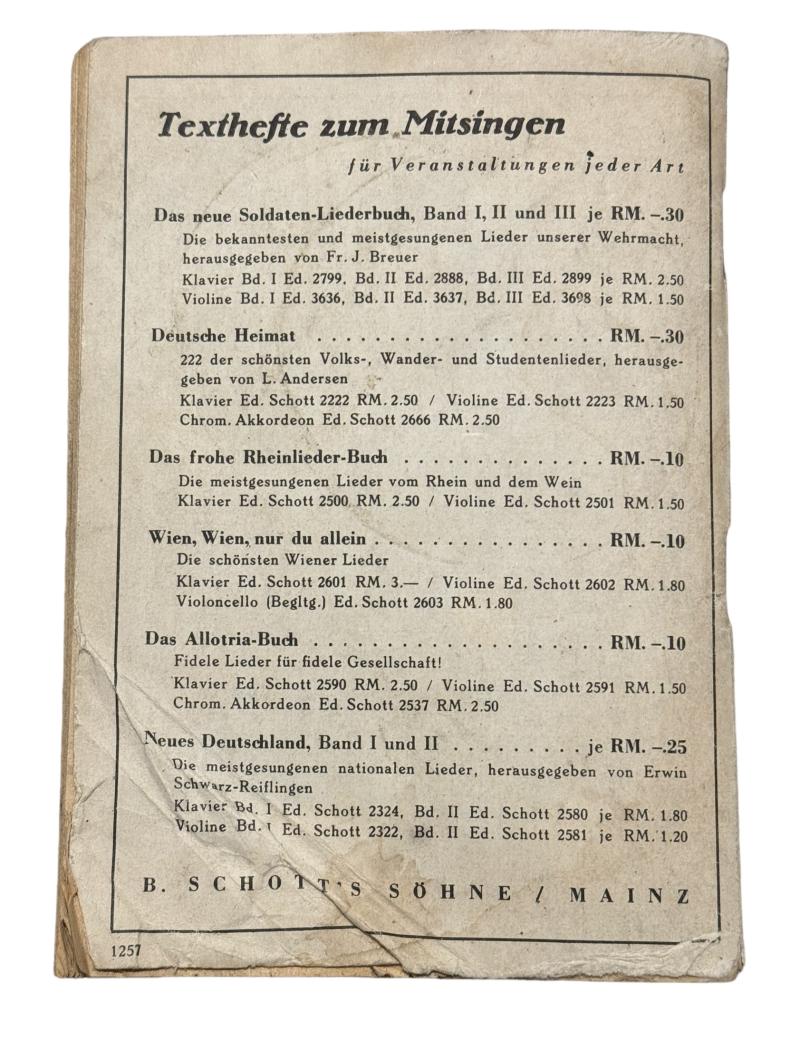 Texthefte zum Mitsingen
für Veranstaltungen jeder Art
Das neue Soldaten-Liederbuch, Band I, II und III je RM. –.30
Die bekanntesten und meistgesungenen Lieder unserer Wehrmacht,
herausgegeben von Fr. J. Breuer
Klavier Bd. I Ed. 2799, Bd. II Ed. 2888, Bd. III Ed. 2899 je RM. 2.50
Violine Bd. I Ed. 3636, Bd. II Ed. 3637, Bd. III Ed. 3698 je RM. 1.50
Deutsche Heimat . . . . . . . . . . . . . . . . . . . . RM. –.30
222 der schönsten Volks-, Wander- und Studentenlieder, herausge-
geben von L. Andersen
Klavier Ed. Schott 2222 RM. 2.50 / Violine Ed. Schott 2223 RM. 1.50
Chrom. Akkordeon Ed. Schott 2666 RM. 2.50
Das frohe Rheinlieder-Buch . . . . . . . . . . . . . . RM. –.10
Die meistgesungenen Lieder vom Rhein und dem Wein
Klavier Ed. Schott 2500 RM. 2.50 / Violine Ed. Schott 2501 RM. 1.50
Wien, Wien, nur du allein . . . . . . . . . . . . . . . . RM. –.10
Die schönsten Wiener Lieder
Klavier Ed. Schott 2601 RM. 3.— / Violine Ed. Schott 2602 RM. 1.80
Violoncello (Begltg.) Ed. Schott 2603 RM. 1.80
Das Allotria-Buch . . . . . . . . . . . . . . . . . . . . RM. –.10
Fidele Lieder für fidele Gesellschaft!
Klavier Ed. Schott 2590 RM. 2.50 / Violine Ed. Schott 2591 RM. 1.50
Chrom. Akkordeon Ed. Schott 2537 RM. 2.50
Neues Deutschland, Band I und II . . . . . . . . . je RM. –.25
Die meistgesungenen nationalen Lieder, herausgegeben von Erwin
Schwarz-Reiflingen
Klavier Bd. I Ed. Schott 2324, Bd. II Ed. Schott 2580 je RM. 1.80
Violine Bd. I Ed. Schott 2322, Bd. II Ed. Schott 2581 je RM. 1.20
B. SCHOTT'S SÖHNE / MAINZ
1257